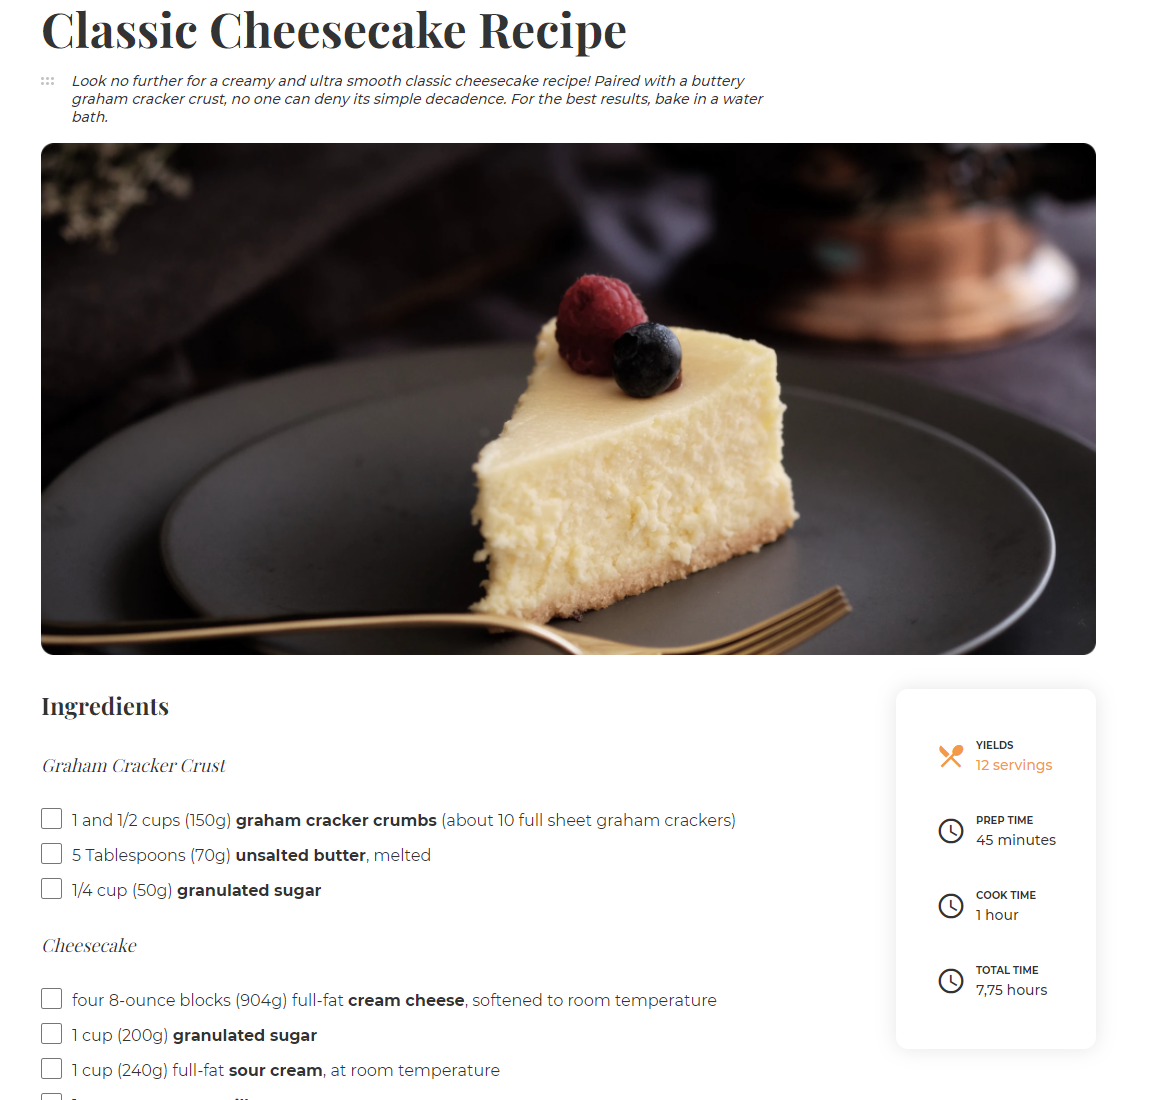 Classic Cheesecake Recipe
Look no further for a creamy and ultra smooth classic cheesecake recipe! Paired with a buttery
graham cracker crust, no one can deny its simple decadence. For the best results, bake in a water
bath.
Ingredients
Graham Cracker Crust
1 and 1/2 cups (150g) graham cracker crumbs (about 10 full sheet graham crackers)
5 Tablespoons (70g) unsalted butter, melted
1/4 cup (50g) granulated sugar
Cheesecake
four 8-ounce blocks (904g) full-fat cream cheese, softened to room temperature
1 cup (200g) granulated sugar
1 cup (240g) full-fat sour cream, at room temperature
YIELDS
12 servings
PREP TIME
45 minutes
COOK TIME
1 hour
TOTAL TIME
7,75 hours